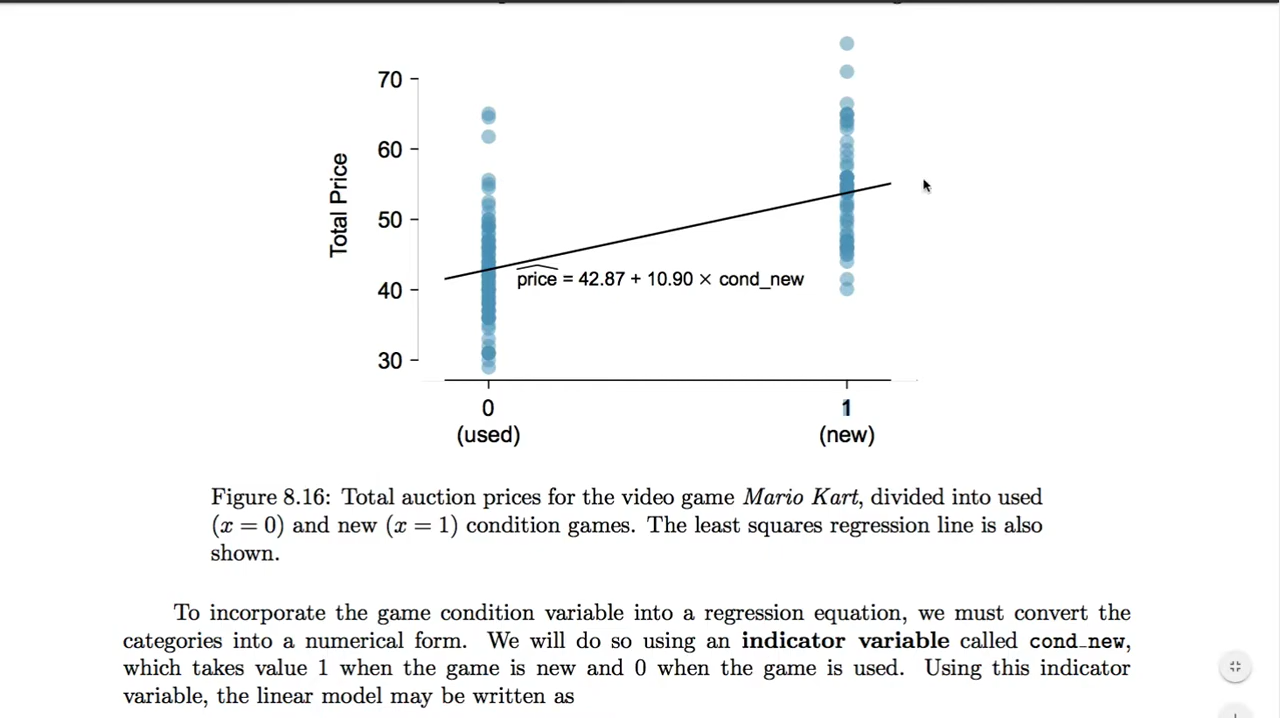 70
60
50
40
30
Total Price
price = 42.87 + 10.90 × cond_new
0 1
(used) (new)
Figure 8.16: Total auction prices for the video game Mario Kart, divided into used
(x = 0) and new (x = 1) condition games. The least squares regression line is also
shown.
To incorporate the game condition variable into a regression equation, we must convert the
categories into a numerical form. We will do so using an indicator variable called cond_new,
which takes value 1 when the game is new and 0 when the game is used. Using this indicator
variable, the linear model may be written as